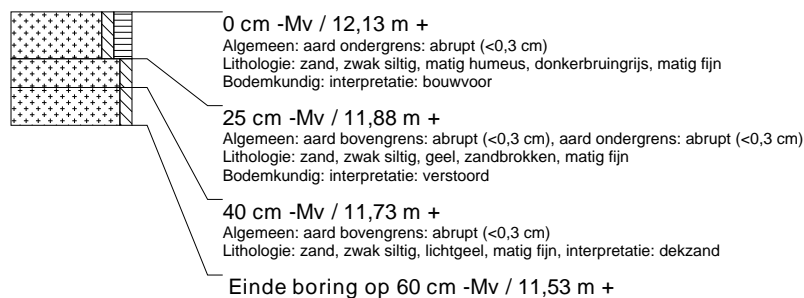 0 cm -Mv / 12,13 m +
Algemeen: aard ondergrens: abrupt (<0,3 cm)
Lithologie: zand, zwak siltig, matig humeus, donkerbruingrijs, matig fijn
Bodemkundig: interpretatie: bouwvoor
25 cm -Mv / 11,88 m +
Algemeen: aard bovengrens: abrupt (<0,3 cm), aard ondergrens: abrupt (<0,3 cm)
Lithologie: zand, zwak siltig, geel, zandbrokken, matig fijn
Bodemkundig: interpretatie: verstoord
40 cm -Mv / 11,73 m +
Algemeen: aard bovengrens: abrupt (<0,3 cm)
Lithologie: zand, zwak siltig, lichtgeel, matig fijn, interpretatie: dekzand
Einde boring op 60 cm -Mv / 11,53 m +